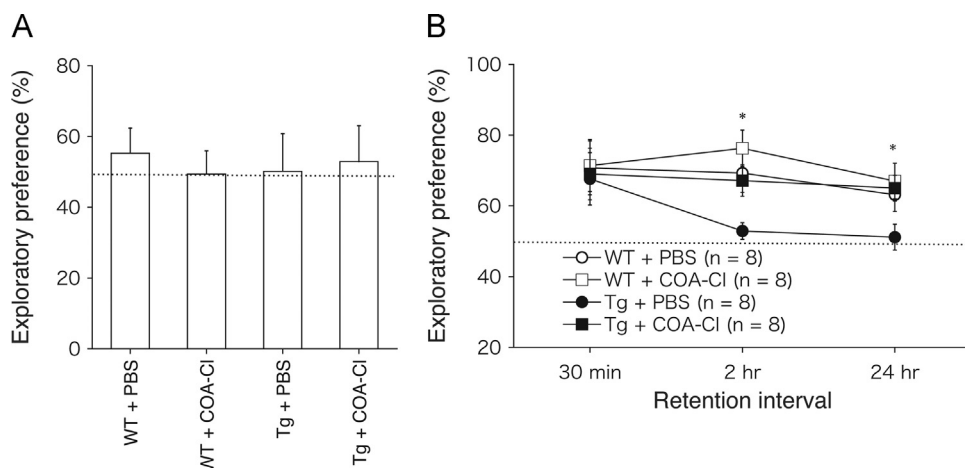 A
Exploratory preference (%)
80
60
40
20
0
WT + PBS
WT + COA-Cl
Tg + PBS
Tg + COA-Cl
B
Exploratory preference (%)
100
80
60
40
20
*
*
WT + PBS (n = 8)
WT + COA-Cl (n = 8)
Tg + PBS (n = 8)
Tg + COA-Cl (n = 8)
30 min
2 hr
24 hr
Retention interval